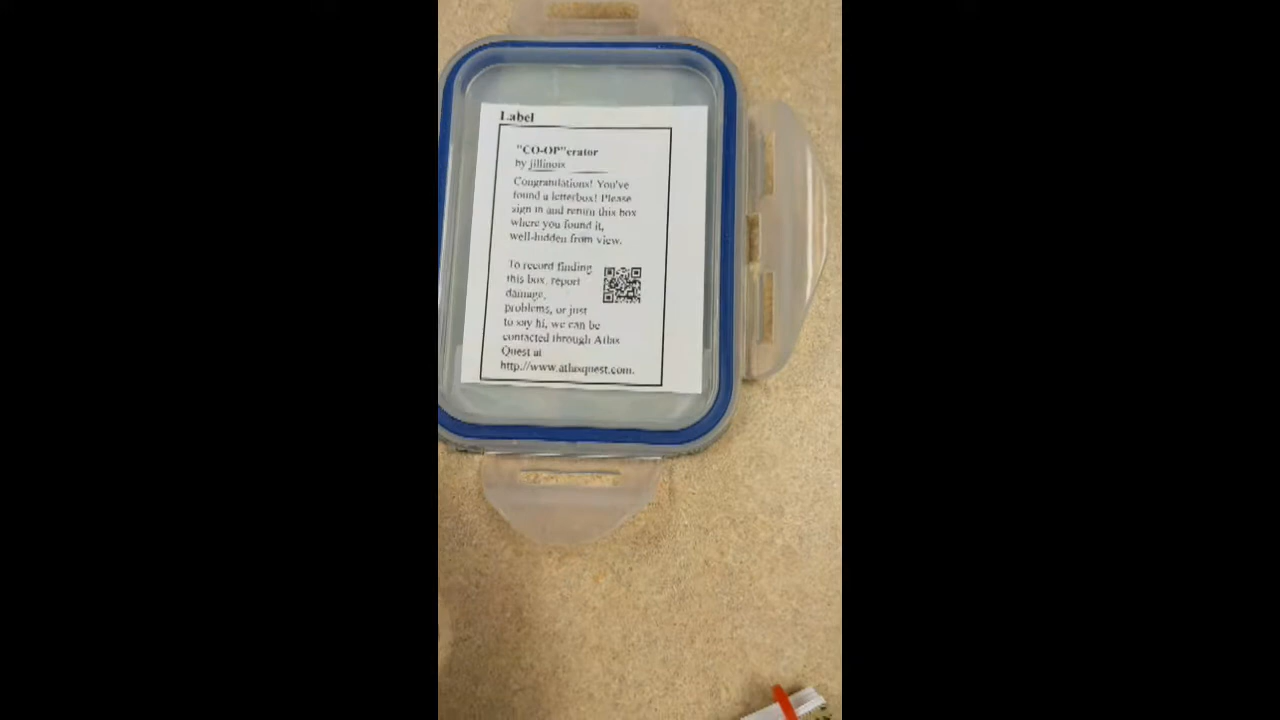 Label
"CO-OP"erator
by jillinoix
Congratulations! You've
found a letterbox! Please
sign in and return this box
where you found it,
well-hidden from view.
To record finding
this box, report
damage,
problems, or just
to say hi, we can be
contacted through Atlas
Quest at
http://www.atlasquest.com.